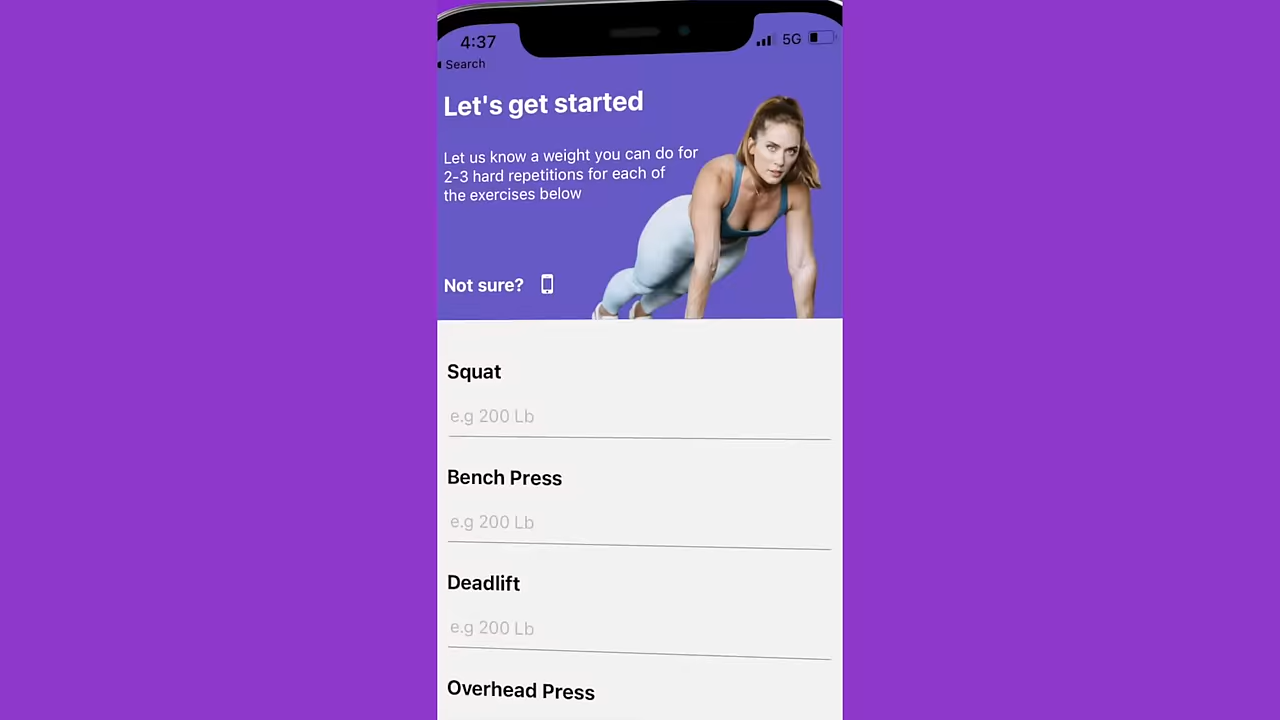 4:37
5G
Search
Let's get started
Let us know a weight you can do for
2-3 hard repetitions for each of
the exercises below
Not sure?
Squat
e.g 200 Lb
Bench Press
e.g 200 Lb
Deadlift
e.g 200 Lb
Overhead Press